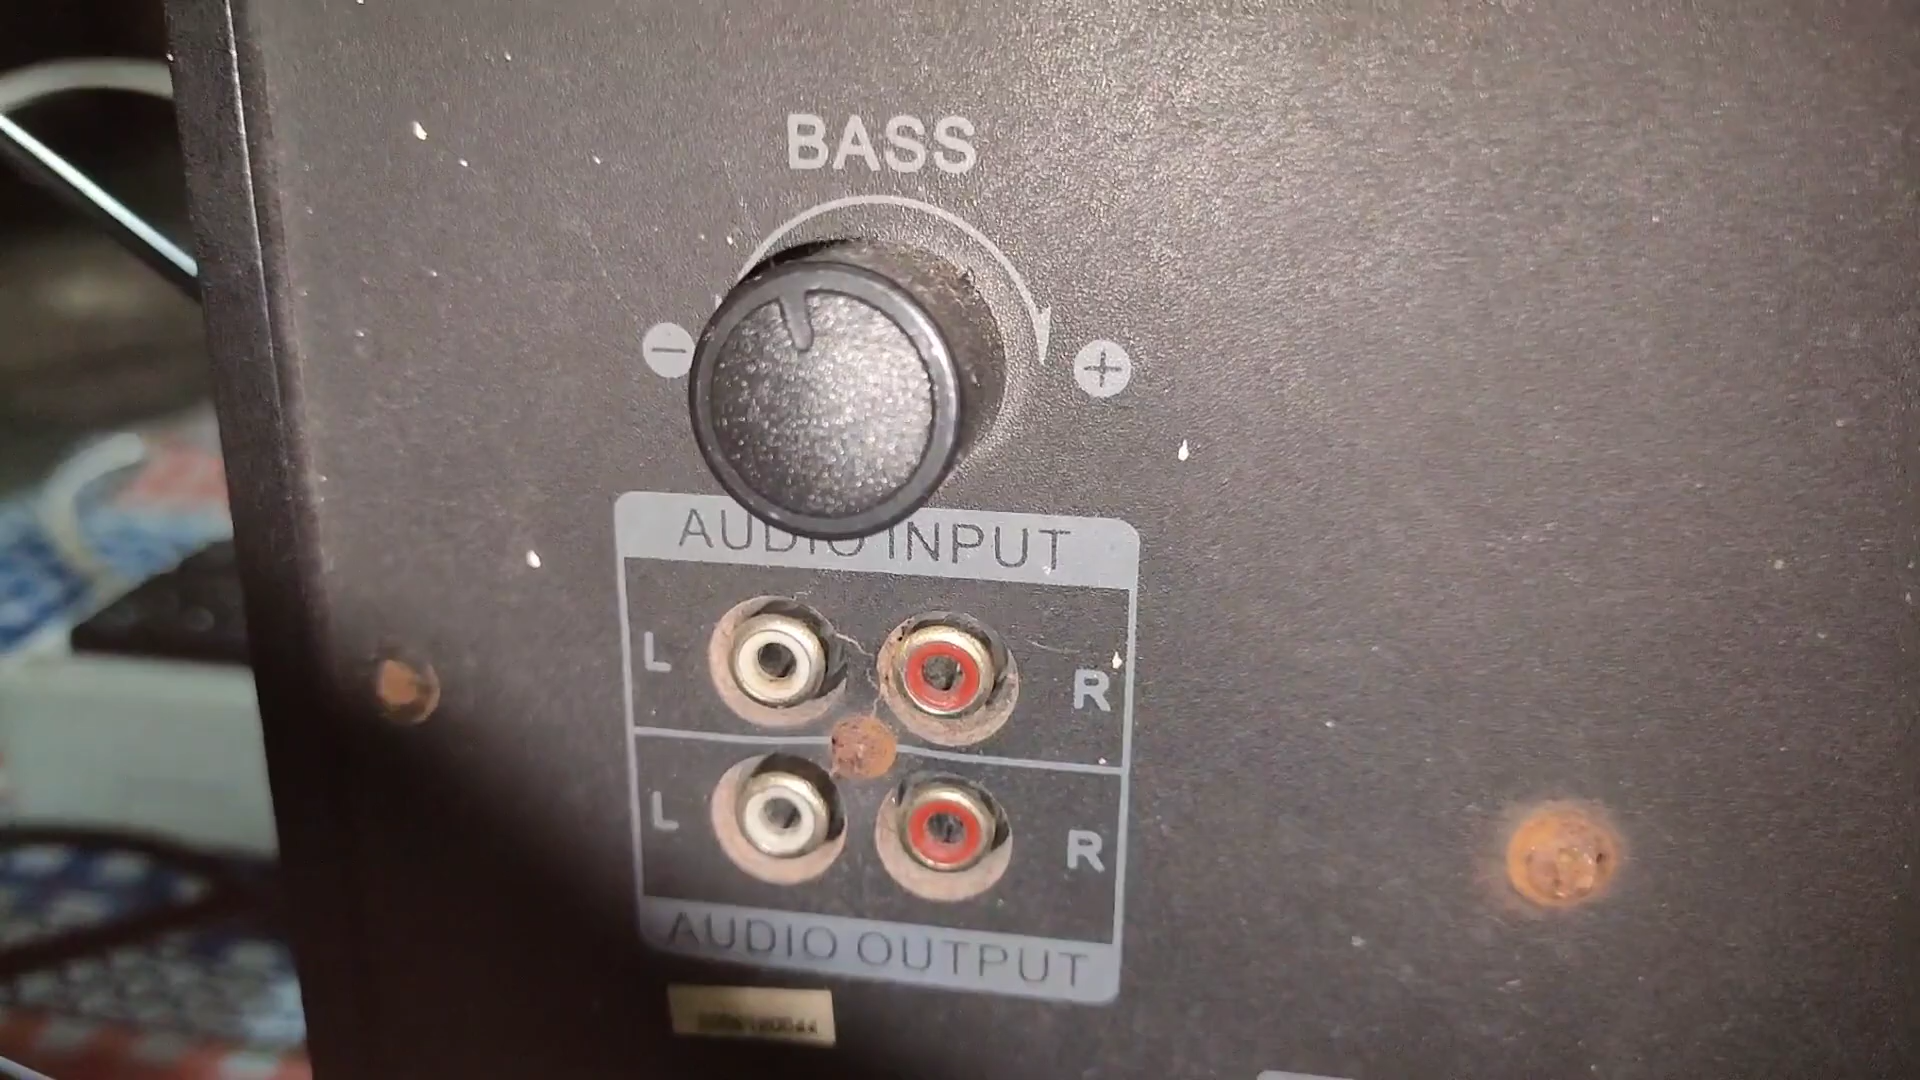 BASS
− +
AUDIO INPUT
L R
L R
AUDIO OUTPUT